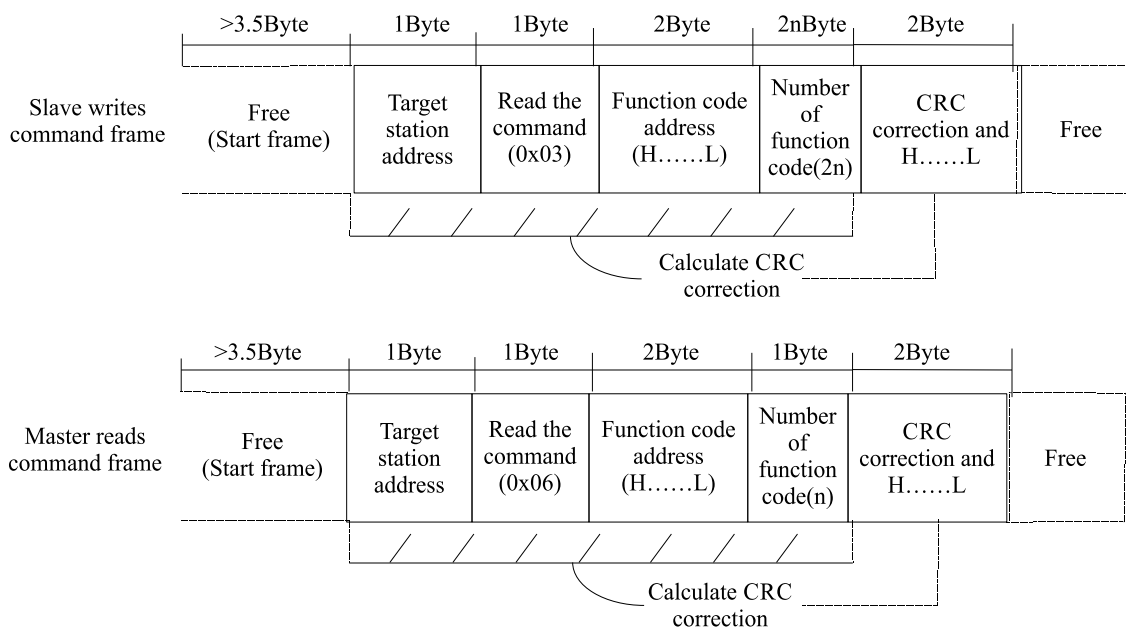 >3.5Byte 1Byte 1Byte 2Byte 2nByte 2Byte
Slave writes
command frame
Free
(Start frame)
Target
station
address
Read the
command
(0x03)
Function code
address
(H……L)
Number
of
function
code(2n)
CRC
correction and
H……L
Free
Calculate CRC
correction
>3.5Byte 1Byte 1Byte 2Byte 1Byte 2Byte
Master reads
command frame
Free
(Start frame)
Target
station
address
Read the
command
(0x06)
Function code
address
(H……L)
Number
of
function
code(n)
CRC
correction and
H……L
Free
Calculate CRC
correction